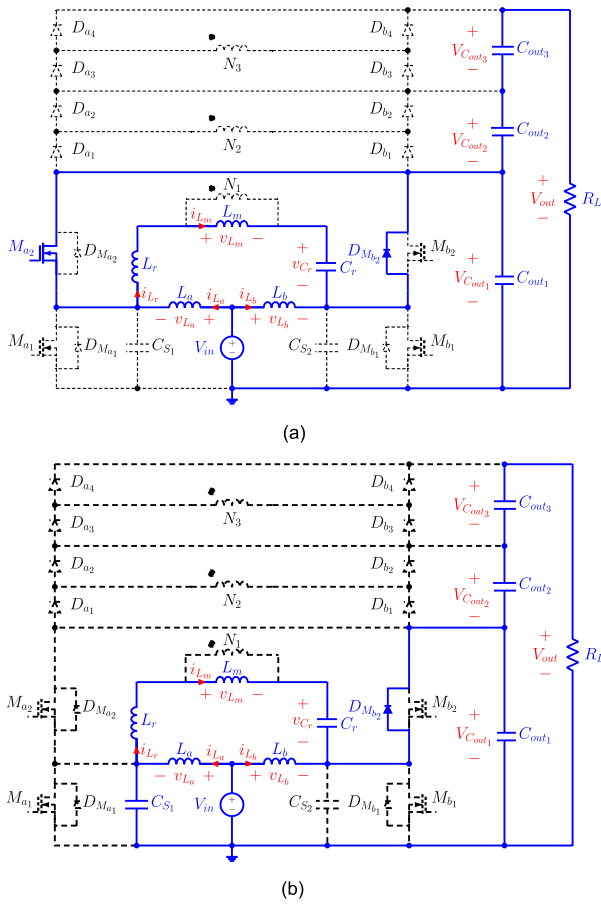 D_{a_4} D_{b_4}
+
V_{C_{out_3}} C_{out_3}
−
D_{a_3} N_3 D_{b_3}
D_{a_2} D_{b_2} +
V_{C_{out_2}} C_{out_2}
−
D_{a_1} N_2 D_{b_1}
N_1
+
V_{out} R_L
−
i_{L_m} L_m
+ v_{L_m} −
M_{a_2} D_{M_{a_2}} L_r + v_{C_r} − C_r D_{M_{b_2}} M_{b_2}
+
V_{C_{out_1}} C_{out_1}
−
i_{L_r} L_a i_{L_a} i_{L_b} L_b
− v_{L_a} + + v_{L_b} −
M_{a_1} D_{M_{a_1}} C_{S_1} V_{in} + − C_{S_2} D_{M_{b_1}} M_{b_1}
(a)
D_{a_4} D_{b_4}
+
V_{C_{out_3}} C_{out_3}
−
D_{a_3} N_3 D_{b_3}
D_{a_2} D_{b_2} +
V_{C_{out_2}} C_{out_2}
−
D_{a_1} N_2 D_{b_1}
N_1
+
V_{out}
−
i_{L_m} L_m
+ v_{L_m} −
M_{a_2} D_{M_{a_2}} L_r + v_{C_r} − C_r D_{M_{b_2}} M_{b_2}
+
V_{C_{out_1}} C_{out_1}
−
i_{L_r} L_a i_{L_a} i_{L_b} L_b
− v_{L_a} + + v_{L_b} −
M_{a_1} D_{M_{a_1}} C_{S_1} V_{in} + − C_{S_2} D_{M_{b_1}} M_{b_1}
(b)